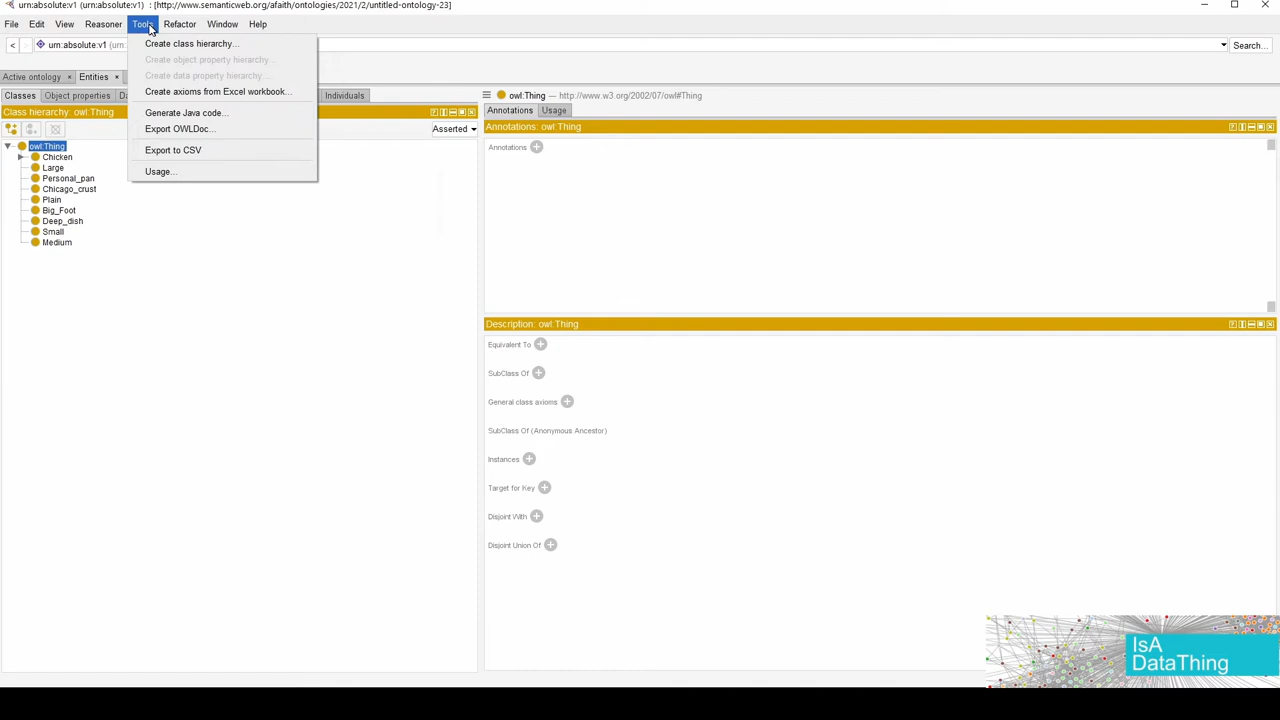 urn:absolute:v1 (urn:absolute:v1) : [http://www.semanticweb.org/afaith/ontologies/2021/2/untitled-ontology-23]
File Edit View Reasoner Tools Refactor Window Help
< > urn:absolute:v1 (urn: Search...
Active ontology × Entities ×
Classes Object properties Da Individuals
Class hierarchy: owl:Thing
Asserted
owl:Thing
Chicken
Large
Personal_pan
Chicago_crust
Plain
Big_Foot
Deep_dish
Small
Medium
Create class hierarchy...
Create object property hierarchy...
Create data property hierarchy...
Create axioms from Excel workbook...
Generate Java code...
Export OWLDoc...
Export to CSV
Usage...
owl:Thing — http://www.w3.org/2002/07/owl#Thing
Annotations Usage
Annotations: owl:Thing
Annotations
Description: owl:Thing
Equivalent To
SubClass Of
General class axioms
SubClass Of (Anonymous Ancestor)
Instances
Target for Key
Disjoint With
Disjoint Union Of
IsA
DataThing